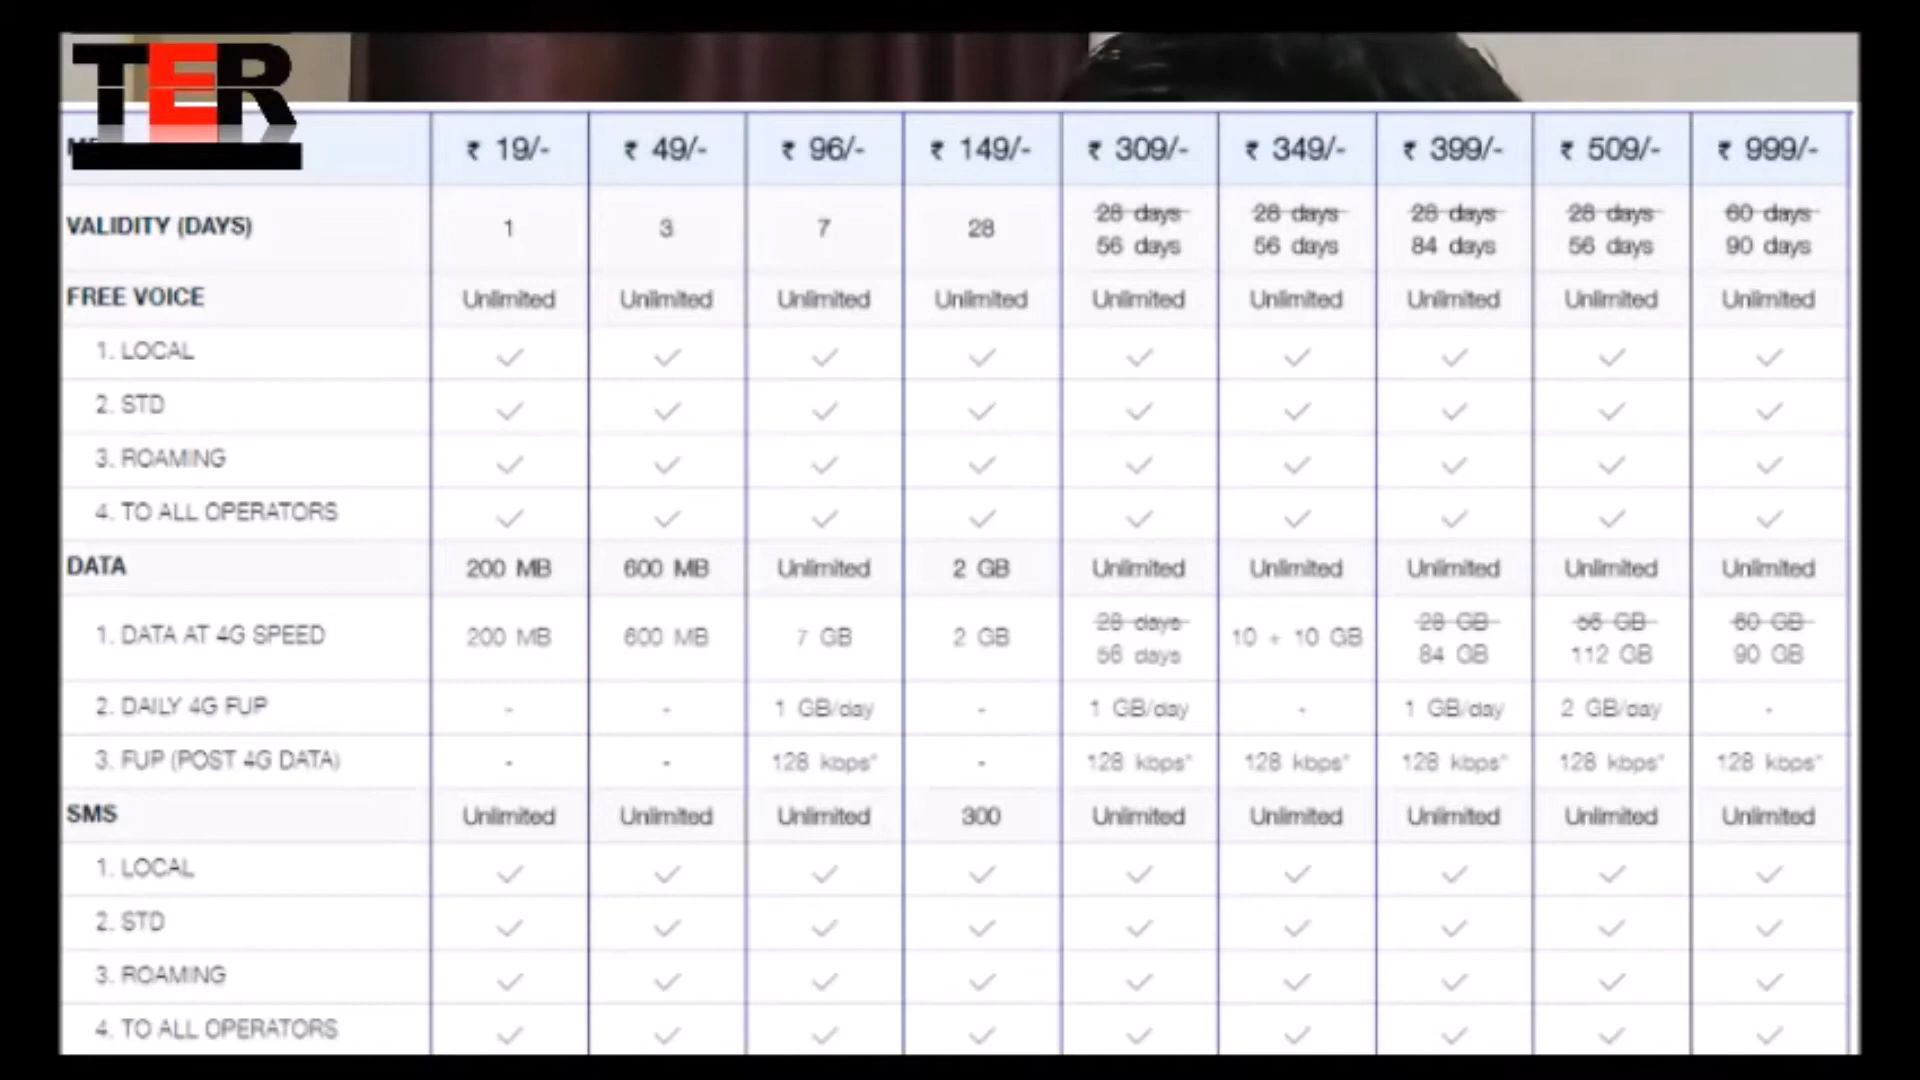 TER
₹ 19/- ₹ 49/- ₹ 96/- ₹ 149/- ₹ 309/- ₹ 349/- ₹ 399/- ₹ 509/- ₹ 999/-
VALIDITY (DAYS) 1 3 7 28 28 days 56 days 28 days 56 days 28 days 84 days 28 days 56 days 60 days 90 days
FREE VOICE Unlimited Unlimited Unlimited Unlimited Unlimited Unlimited Unlimited Unlimited Unlimited
1. LOCAL ✓ ✓ ✓ ✓ ✓ ✓ ✓ ✓ ✓
2. STD ✓ ✓ ✓ ✓ ✓ ✓ ✓ ✓ ✓
3. ROAMING ✓ ✓ ✓ ✓ ✓ ✓ ✓ ✓ ✓
4. TO ALL OPERATORS ✓ ✓ ✓ ✓ ✓ ✓ ✓ ✓ ✓
DATA 200 MB 600 MB Unlimited 2 GB Unlimited Unlimited Unlimited Unlimited Unlimited
1. DATA AT 4G SPEED 200 MB 600 MB 7 GB 2 GB 28 days 56 days 10 + 10 GB 28 GB 84 GB 56 GB 112 GB 60 GB 90 GB
2. DAILY 4G FUP - - 1 GB/day - 1 GB/day - 1 GB/day 2 GB/day -
3. FUP (POST 4G DATA) - - 128 kbps* - 128 kbps* 128 kbps* 128 kbps* 128 kbps* 128 kbps*
SMS Unlimited Unlimited Unlimited 300 Unlimited Unlimited Unlimited Unlimited Unlimited
1. LOCAL ✓ ✓ ✓ ✓ ✓ ✓ ✓ ✓ ✓
2. STD ✓ ✓ ✓ ✓ ✓ ✓ ✓ ✓ ✓
3. ROAMING ✓ ✓ ✓ ✓ ✓ ✓ ✓ ✓ ✓
4. TO ALL OPERATORS ✓ ✓ ✓ ✓ ✓ ✓ ✓ ✓ ✓